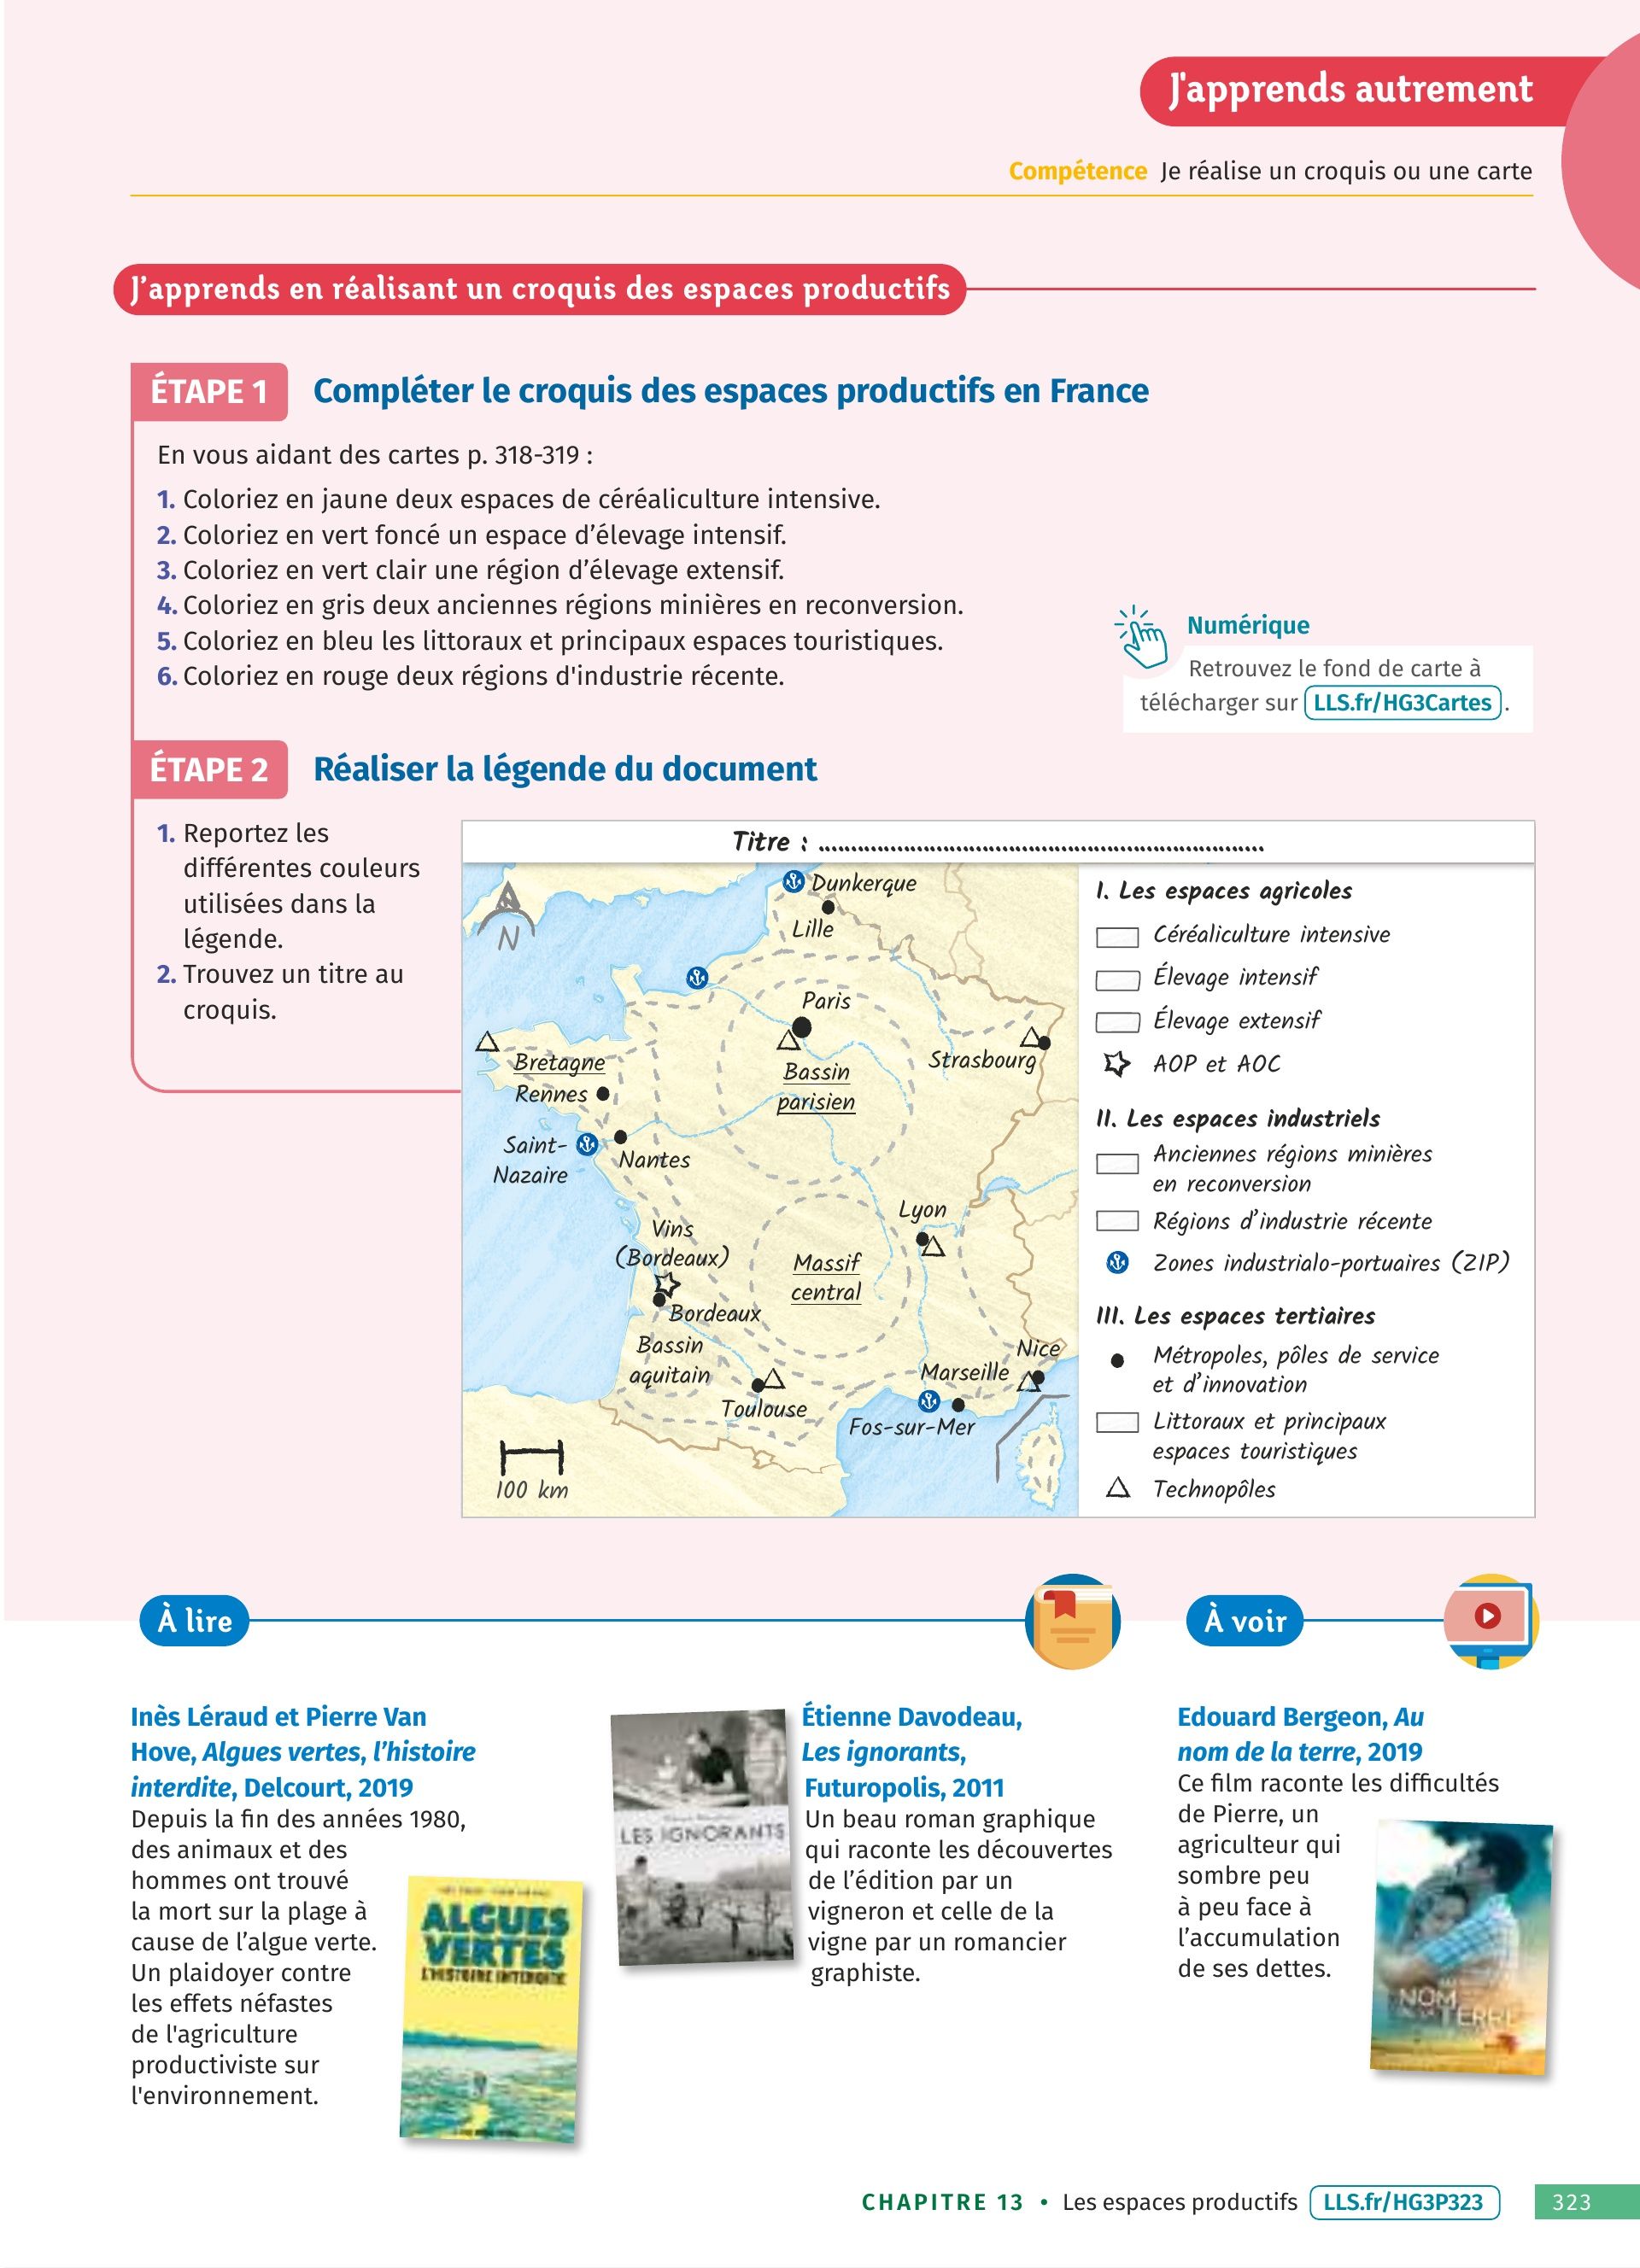 J'apprends autrement
Compétence Je réalise un croquis ou une carte
J'apprends en réalisant un croquis des espaces productifs
ÉTAPE 1 Compléter le croquis des espaces productifs en France
En vous aidant des cartes p. 318-319 :
1. Coloriez en jaune deux espaces de céréaliculture intensive.
2. Coloriez en vert foncé un espace d’élevage intensif.
3. Coloriez en vert clair une région d’élevage extensif.
4. Coloriez en gris deux anciennes régions minières en reconversion.
5. Coloriez en bleu les littoraux et principaux espaces touristiques.
6. Coloriez en rouge deux régions d'industrie récente.
Numérique
Retrouvez le fond de carte à
télécharger sur LLS.fr/HG3Cartes .
ÉTAPE 2 Réaliser la légende du document
1. Reportez les
différentes couleurs
utilisées dans la
légende.
2. Trouvez un titre au
croquis.
Titre : ....................................................................
N
Dunkerque
Lille
Paris
Strasbourg
Bretagne
Rennes
Bassin
parisien
Saint-
Nazaire
Nantes
Lyon
Vins
(Bordeaux)
Massif
central
Bordeaux
Bassin
aquitain
Nice
Marseille
Toulouse
Fos-sur-Mer
100 km
I. Les espaces agricoles
Céréaliculture intensive
Élevage intensif
Élevage extensif
AOP et AOC
II. Les espaces industriels
Anciennes régions minières
en reconversion
Régions d’industrie récente
Zones industrialo-portuaires (ZIP)
III. Les espaces tertiaires
Métropoles, pôles de service
et d’innovation
Littoraux et principaux
espaces touristiques
Technopôles
À lire
Inès Léraud et Pierre Van
Hove, Algues vertes, l’histoire
interdite, Delcourt, 2019
Depuis la fin des années 1980,
des animaux et des
hommes ont trouvé
la mort sur la plage à
cause de l’algue verte.
Un plaidoyer contre
les effets néfastes
de l'agriculture
productiviste sur
l'environnement.
ALGUES
VERTES
L'HISTOIRE INTERDITE
LES IGNORANTS
Étienne Davodeau,
Les ignorants,
Futuropolis, 2011
Un beau roman graphique
qui raconte les découvertes
de l’édition par un
vigneron et celle de la
vigne par un romancier
graphiste.
À voir
Edouard Bergeon, Au
nom de la terre, 2019
Ce film raconte les difficultés
de Pierre, un
agriculteur qui
sombre peu
à peu face à
l’accumulation
de ses dettes.
NOM
TERRE
CHAPITRE 13 • Les espaces productifs LLS.fr/HG3P323 323